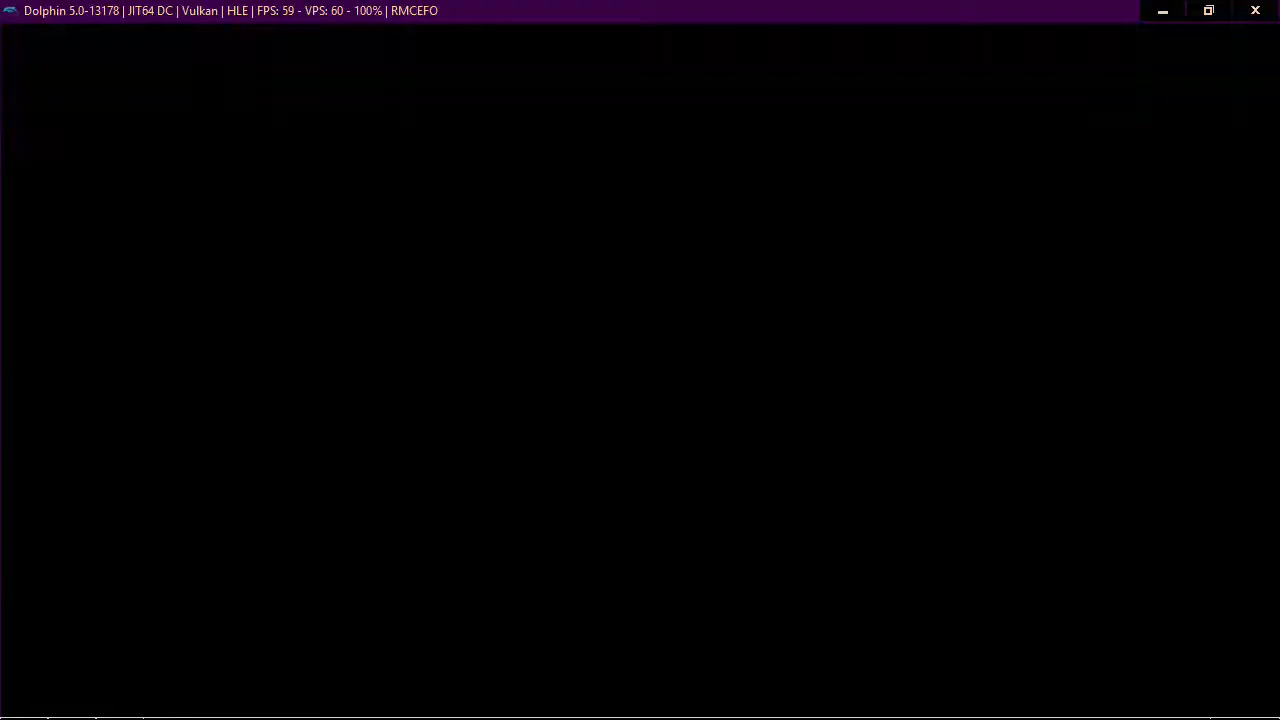 Dolphin 5.0-13178 | JIT64 DC | Vulkan | HLE | FPS: 59 - VPS: 60 - 100% | RMCEFO